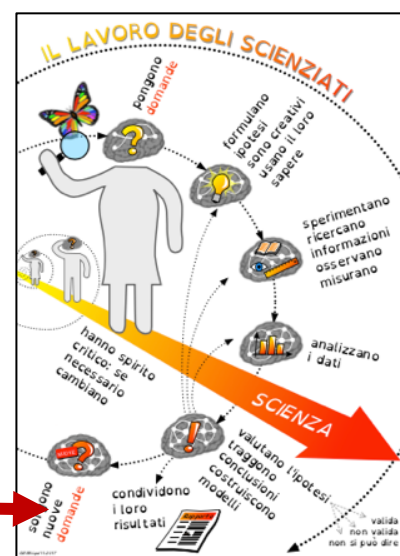 IL LAVORO DEGLI SCIENZIATI
pongono
domande
formulano
ipotesi
sono creativi
usano il loro
sapere
sperimentano
ricercano
informazioni
osservano
misurano
analizzano
i dati
SCIENZA
hanno spirito
critico: se
necessario
cambiano
valutano l'ipotesi
traggono
conclusioni
costruiscono
modelli
valida
non valida
non si può dire
condividono
i loro
risultati
nuove
domande